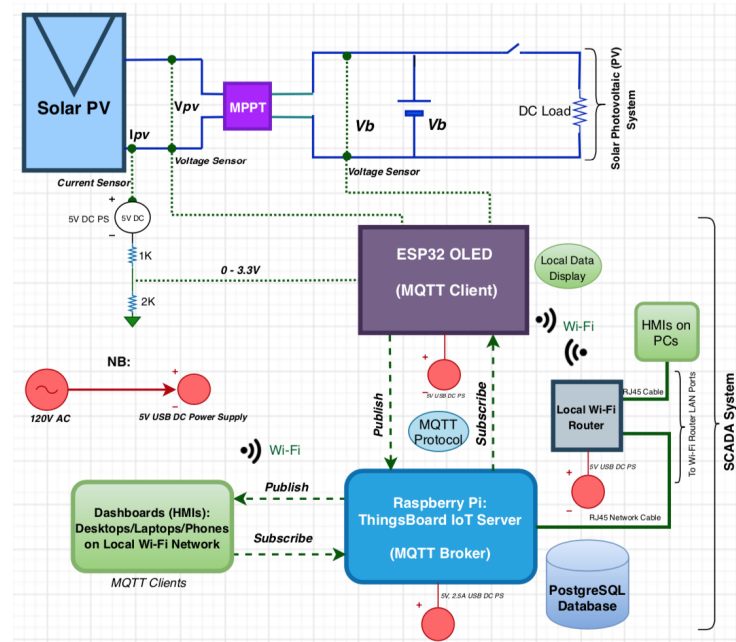 Solar PV
Vpv
MPPT
Ipv
Vb
Vb
DC Load
Solar Photovoltaic (PV)
System
Voltage Sensor
Voltage Sensor
Current Sensor
+
5V DC PS
5V DC
–
1K
2K
0 - 3.3V
ESP32 OLED
(MQTT Client)
Local Data
Display
Wi-Fi
HMIs on
PCs
NB:
120V AC
+
–
5V USB DC Power Supply
+
–
5V USB DC PS
Publish
Subscribe
MQTT
Protocol
Local Wi-Fi
Router
RJ45 Cable
To Wi-Fi Router LAN Ports
SCADA System
+
–
5V USB DC PS
RJ45 Network Cable
Wi-Fi
Dashboards (HMIs):
Desktops/Laptops/Phones
on Local Wi-Fi Network
MQTT Clients
Publish
Subscribe
Raspberry Pi:
ThingsBoard IoT Server
(MQTT Broker)
+
5V, 2.5A USB DC PS
PostgreSQL
Database